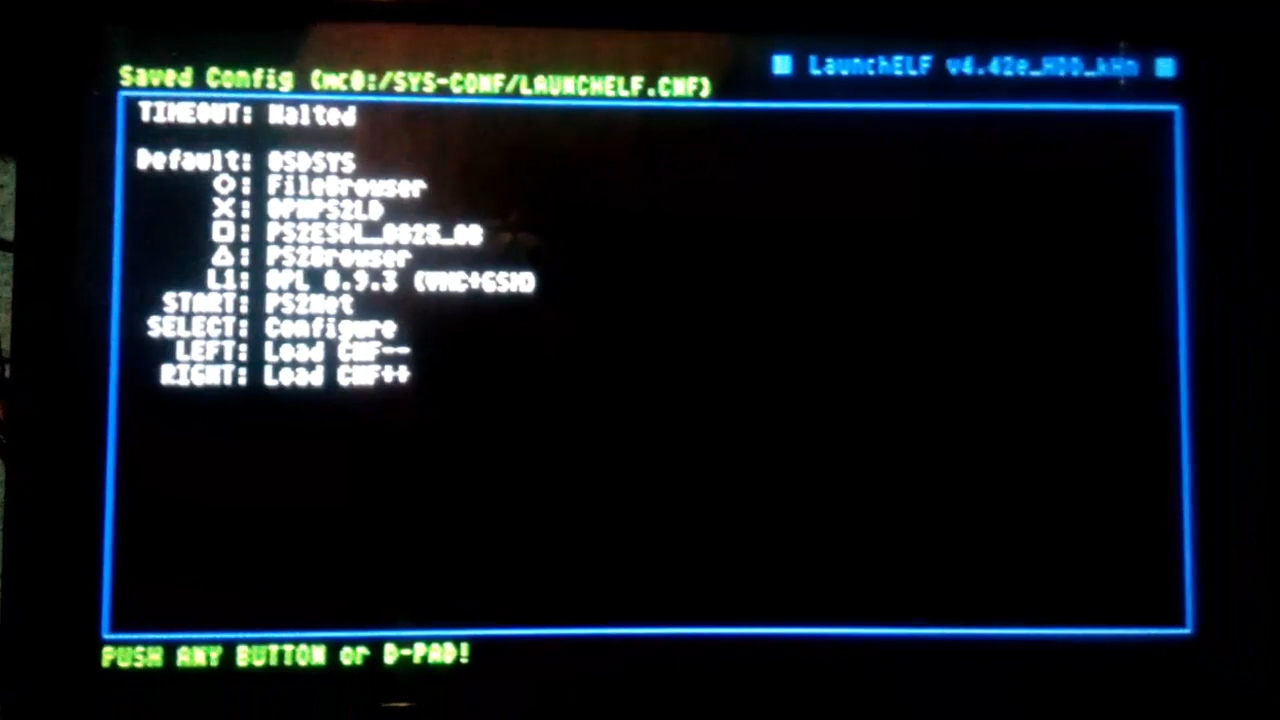 Saved Config (mc0:/SYS-CONF/LAUNCHELF.CNF)
LaunchELF v4.42e_HDD_kHn
TIMEOUT: Halted
Default: OSDSYS
○: FileBrowser
X: OPNPS2LD
□: PS2ESDL_0825_OB
△: PS2Browser
L1: OPL 0.9.3 (VMC+GSM)
START: PS2Net
SELECT: Configure
LEFT: Load CNF--
RIGHT: Load CNF++
PUSH ANY BUTTON or D-PAD!